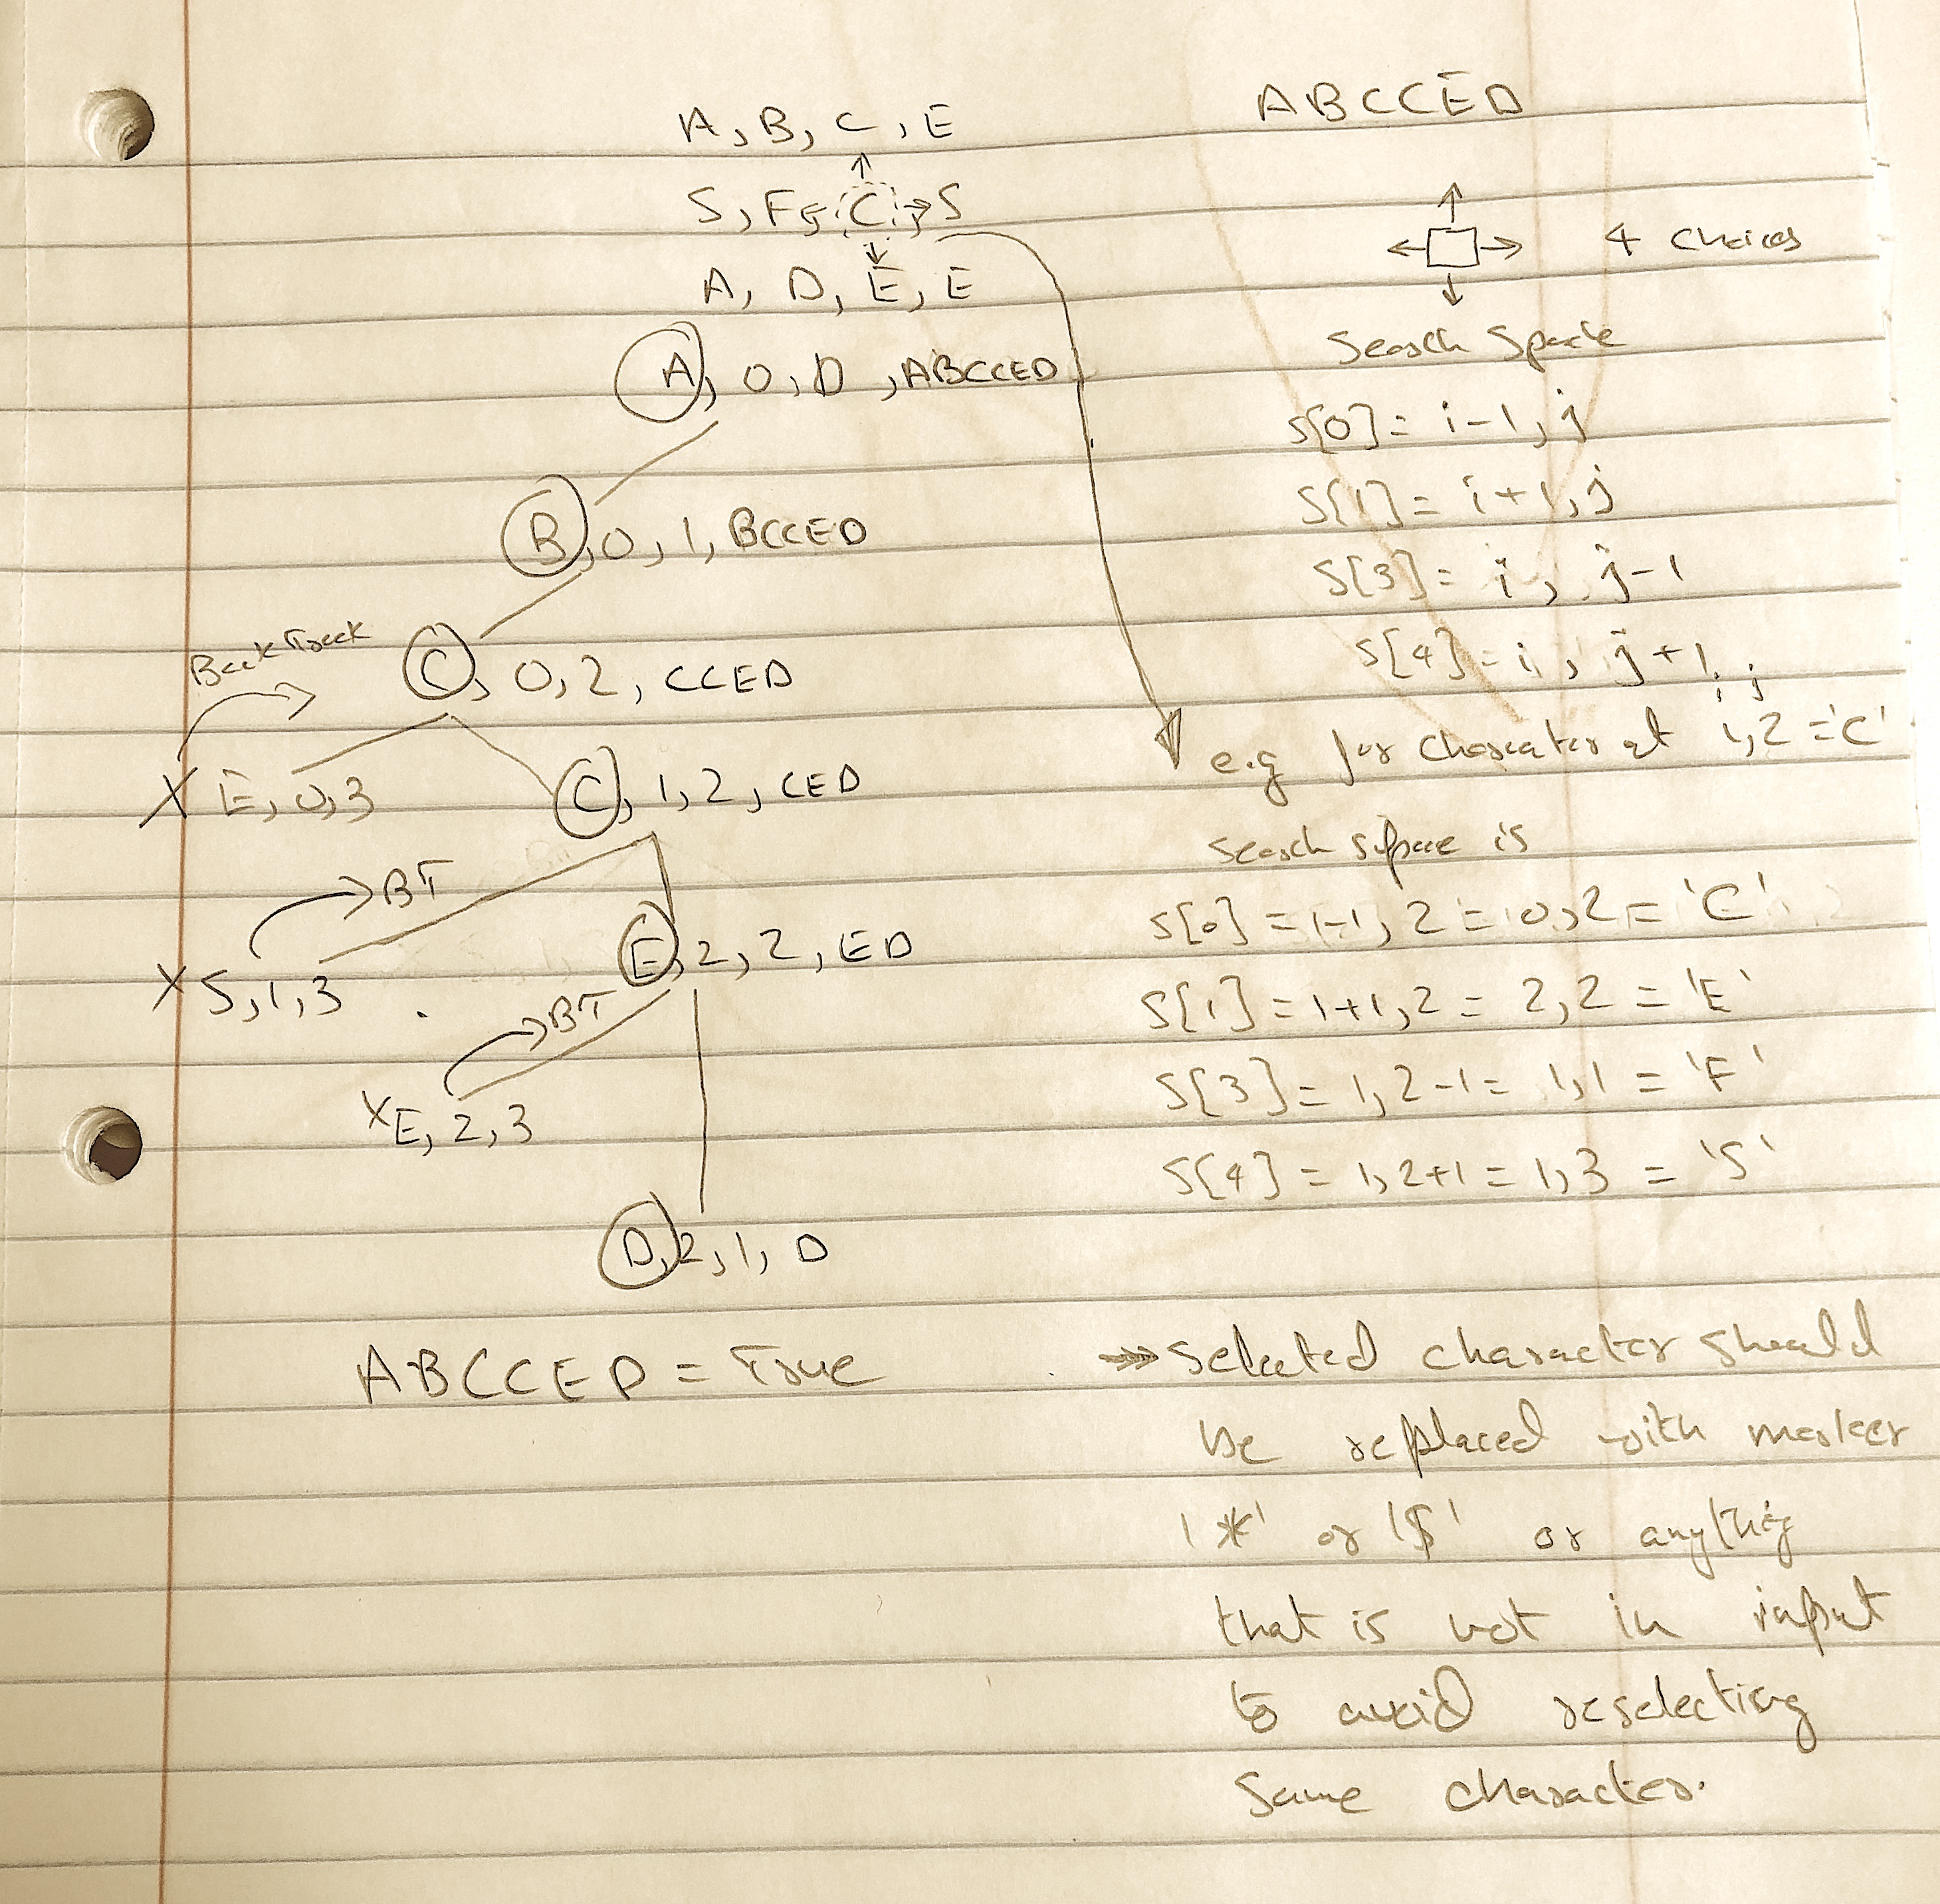 A, B, C, E
S, F, C, S
A, D, E, E
A, 0, D, ABCCED
B, 0, 1, BCCED
BackTrack
C, 0, 2, CCED
X E, 0, 3
C, 1, 2, CED
BT
X S, 1, 3
E, 2, 2, ED
BT
X E, 2, 3
D, 2, 1, D
ABCCED = True
ABCCED
4 Choices
Search Space
S[0] = i-1, j
S[1] = i+1, j
S[3] = i, j-1
S[4] = i, j+1
i j
e.g for character at 1,2 = 'C'
Search space is
S[0] = 1-1, 2 = 0,2 = 'C'
S[1] = 1+1,2 = 2,2 = 'E'
S[3] = 1,2-1 = 1,1 = 'F'
S[4] = 1,2+1 = 1,3 = 'S'
Selected character should
be replaced with marker
'*' or '$' or anything
that is not in input
to avoid reselecting
same character.